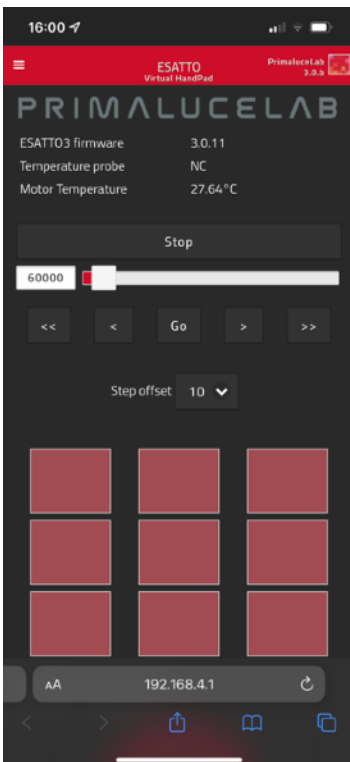 16:00
ESATTO
Virtual HandPad
PrimaluceLab
3.0.b
PRIMALUCELAB
ESATTO3 firmware 3.0.11
Temperature probe NC
Motor Temperature 27.64°C
Stop
60000
<< < Go > >>
Step offset 10
AA 192.168.4.1